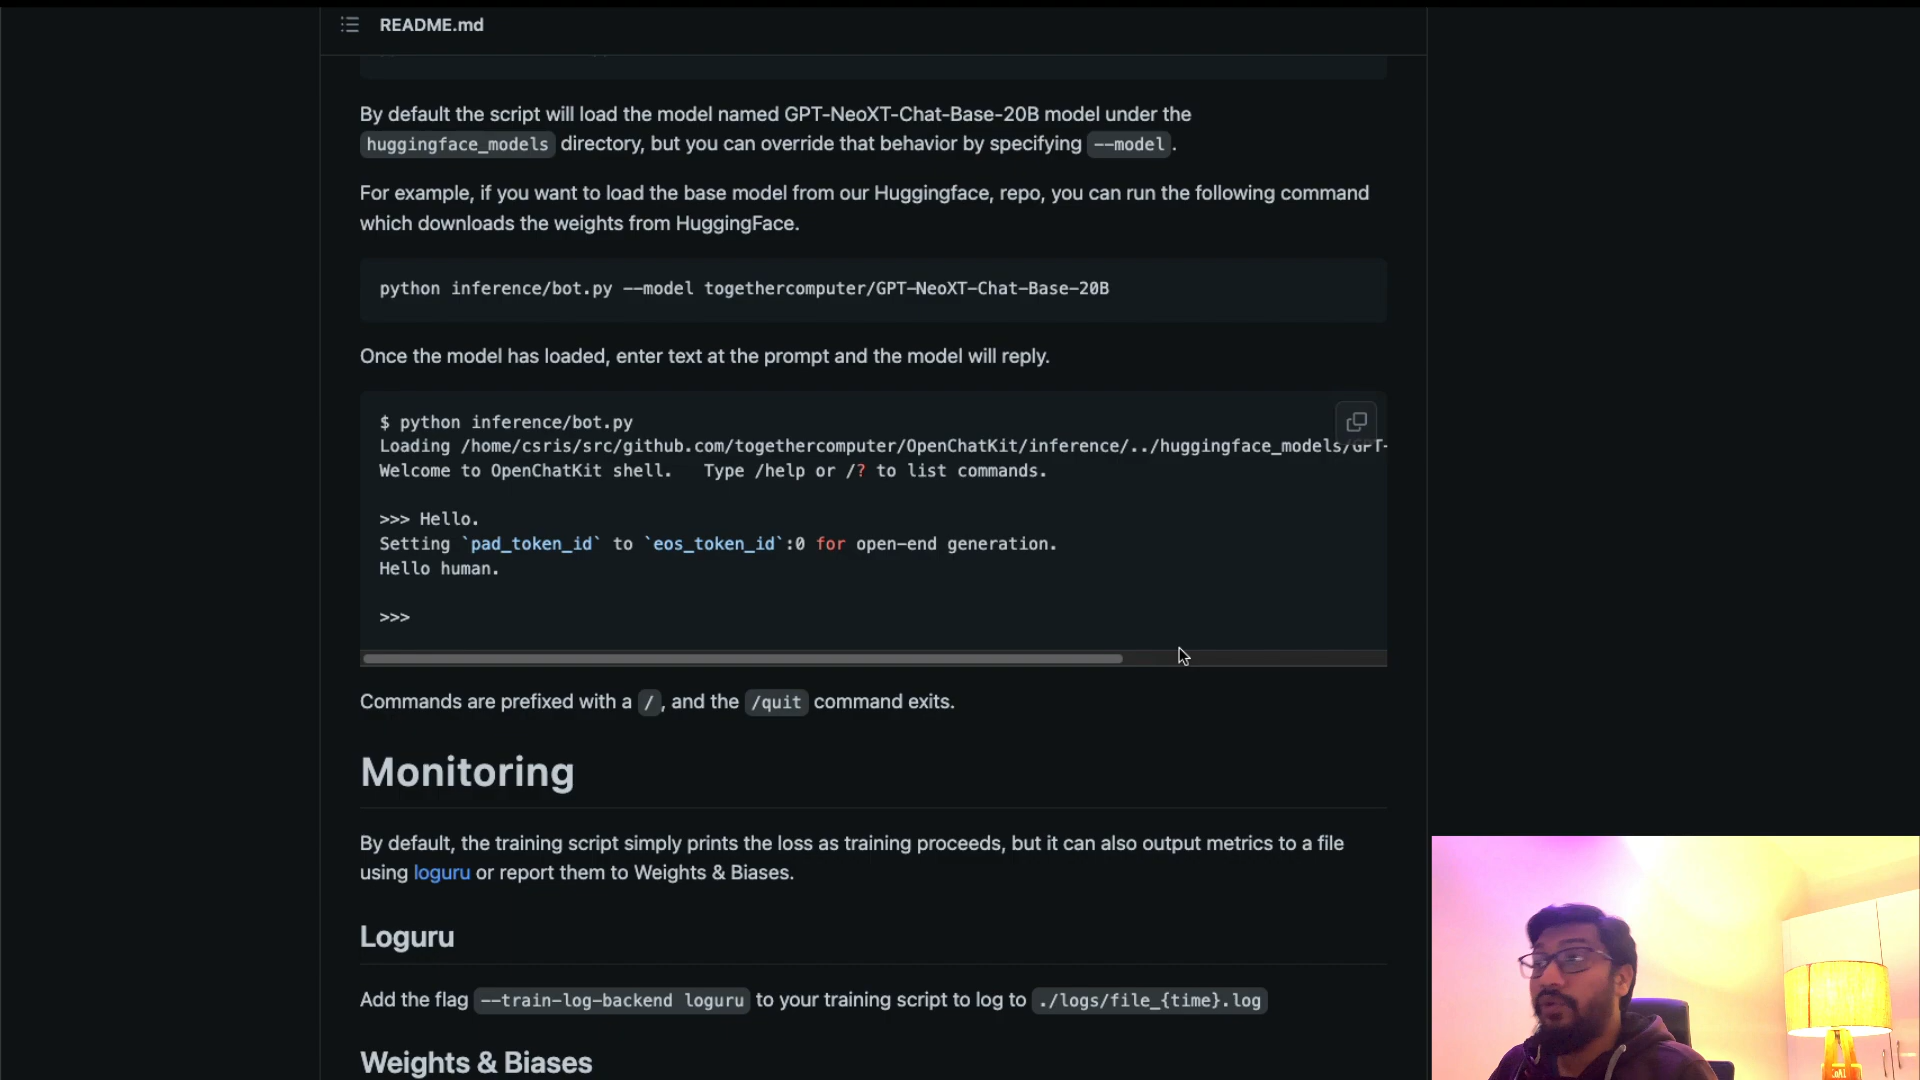 README.md
By default the script will load the model named GPT-NeoXT-Chat-Base-20B model under the
huggingface_models directory, but you can override that behavior by specifying --model.
For example, if you want to load the base model from our Huggingface, repo, you can run the following command
which downloads the weights from HuggingFace.
python inference/bot.py --model togethercomputer/GPT-NeoXT-Chat-Base-20B
Once the model has loaded, enter text at the prompt and the model will reply.
$ python inference/bot.py
Loading /home/csris/src/github.com/togethercomputer/OpenChatKit/inference/../huggingface_models/GPT-
Welcome to OpenChatKit shell.   Type /help or /? to list commands.
>>> Hello.
Setting `pad_token_id` to `eos_token_id`:0 for open-end generation.
Hello human.
>>>
Commands are prefixed with a /, and the /quit command exits.
Monitoring
By default, the training script simply prints the loss as training proceeds, but it can also output metrics to a file
using loguru or report them to Weights & Biases.
Loguru
Add the flag --train-log-backend loguru to your training script to log to ./logs/file_{time}.log
Weights & Biases